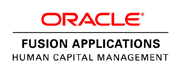 ORACLE®
FUSION APPLICATIONS
HUMAN CAPITAL MANAGEMENT